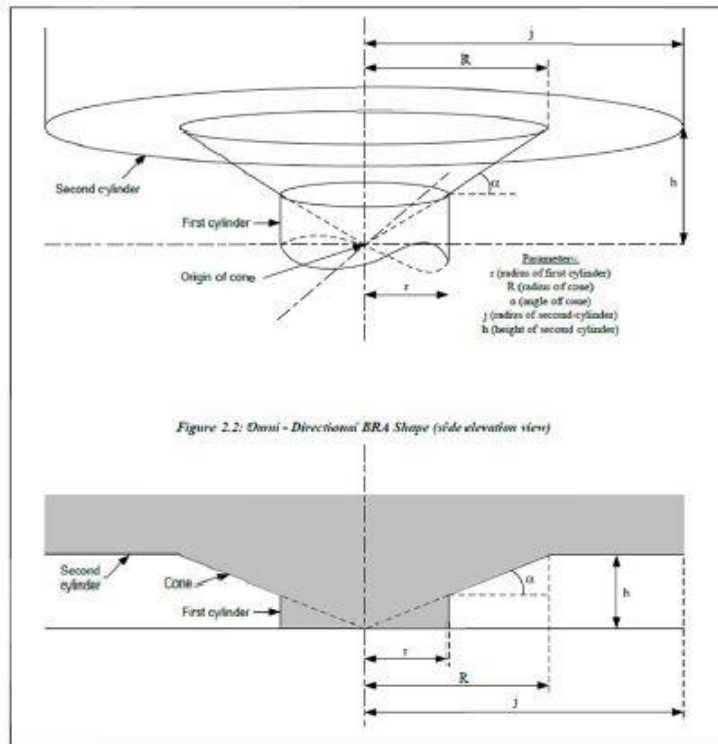 j
R
α
h
Second cylinder
First cylinder
Origin of cone
r
Parameters:
r (radius of first cylinder)
R (radius of cone)
α (angle of cone)
j (radius of second cylinder)
h (height of second cylinder)
Figure 2.2: Omni - Directional BRA Shape (side elevation view)
Second
cylinder
Cone
First cylinder
α
h
r
R
j